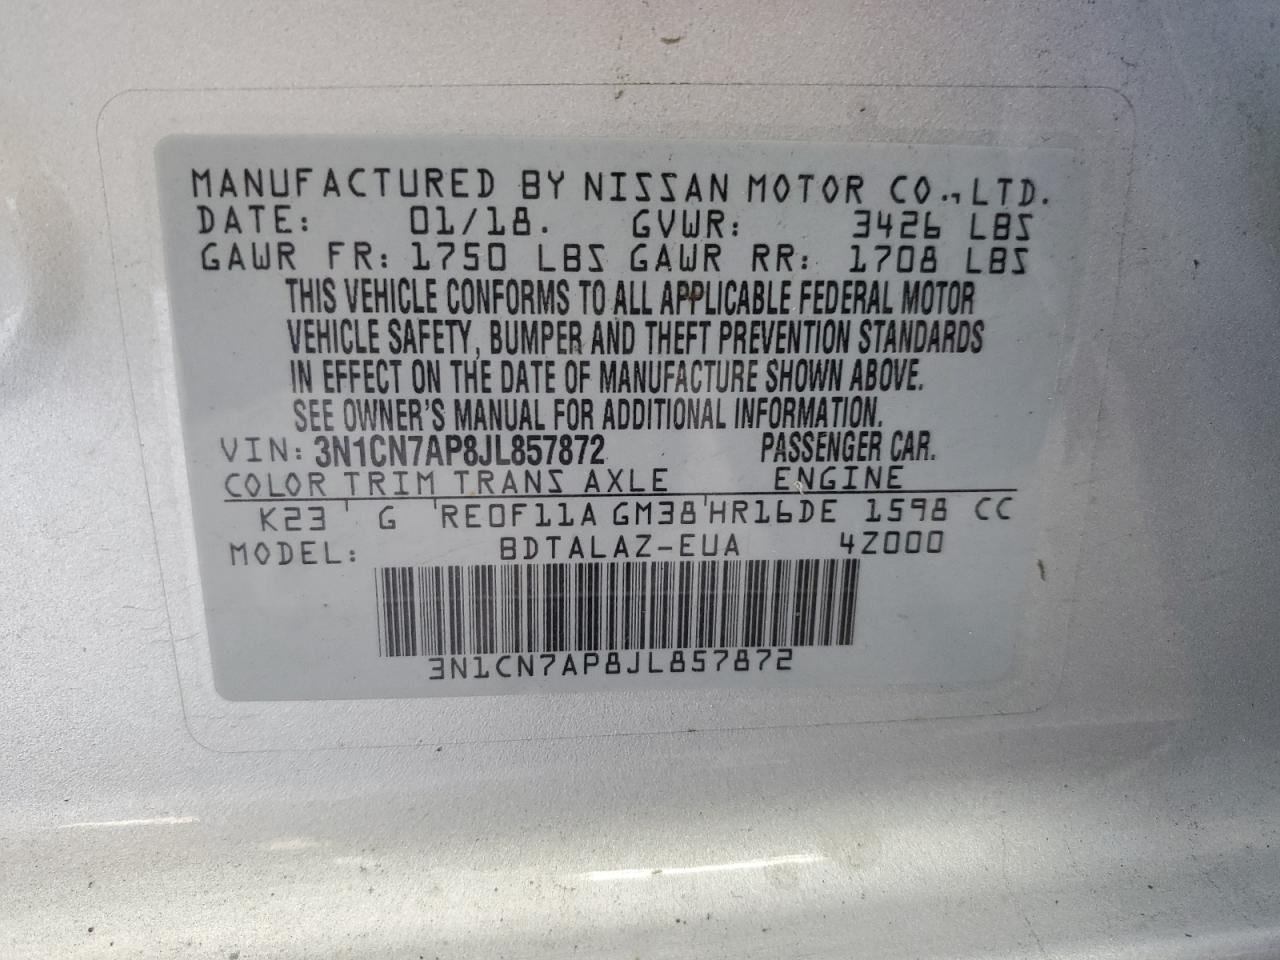 MANUFACTURED BY NISSAN MOTOR CO., LTD.
DATE: 01/18. GVWR: 3426 LBS
GAWR FR: 1750 LBS GAWR RR: 1708 LBS
THIS VEHICLE CONFORMS TO ALL APPLICABLE FEDERAL MOTOR
VEHICLE SAFETY, BUMPER AND THEFT PREVENTION STANDARDS
IN EFFECT ON THE DATE OF MANUFACTURE SHOWN ABOVE.
SEE OWNER'S MANUAL FOR ADDITIONAL INFORMATION.
VIN: 3N1CN7AP8JL857872 PASSENGER CAR.
COLOR TRIM TRANS AXLE ENGINE
K23 ' G 'RE0F11A GM38'HR16DE 1598 CC
MODEL: BDTALAZ-EUA 4Z000
3N1CN7AP8JL857872